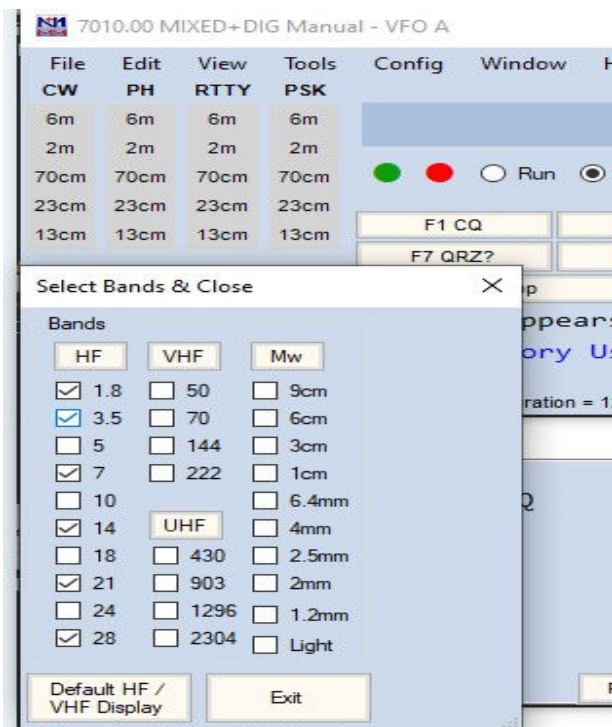 7010.00 MIXED+DIG Manual - VFO A
File Edit View Tools Config Window
CW PH RTTY PSK
6m 6m 6m 6m
2m 2m 2m 2m
70cm 70cm 70cm 70cm
Run
23cm 23cm 23cm 23cm
13cm 13cm 13cm 13cm
F1 CQ
F7 QRZ?
Select Bands & Close
Bands
HF VHF Mw
1.8 50 9cm
3.5 70 6cm
5 144 3cm
7 222 1cm
10 6.4mm
14 UHF 4mm
18 430 2.5mm
21 903 2mm
24 1296 1.2mm
28 2304 Light
Default HF /
VHF Display
Exit